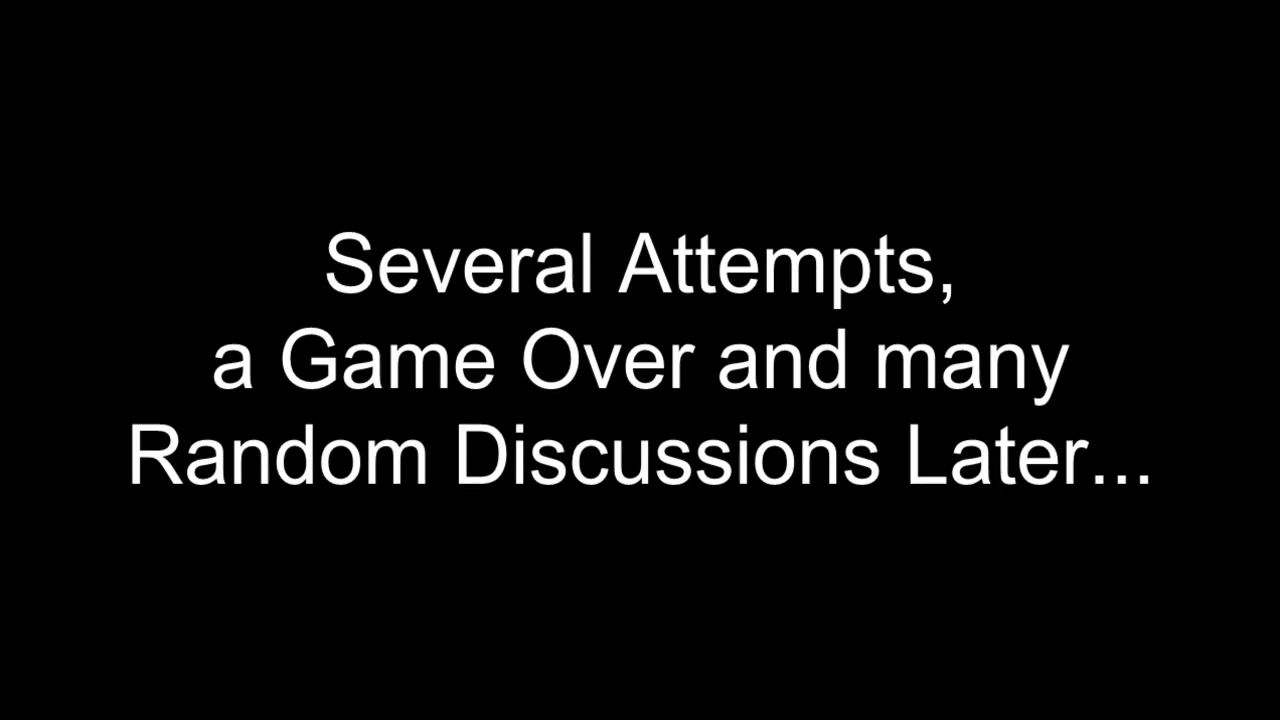 Several Attempts,
a Game Over and many
Random Discussions Later...